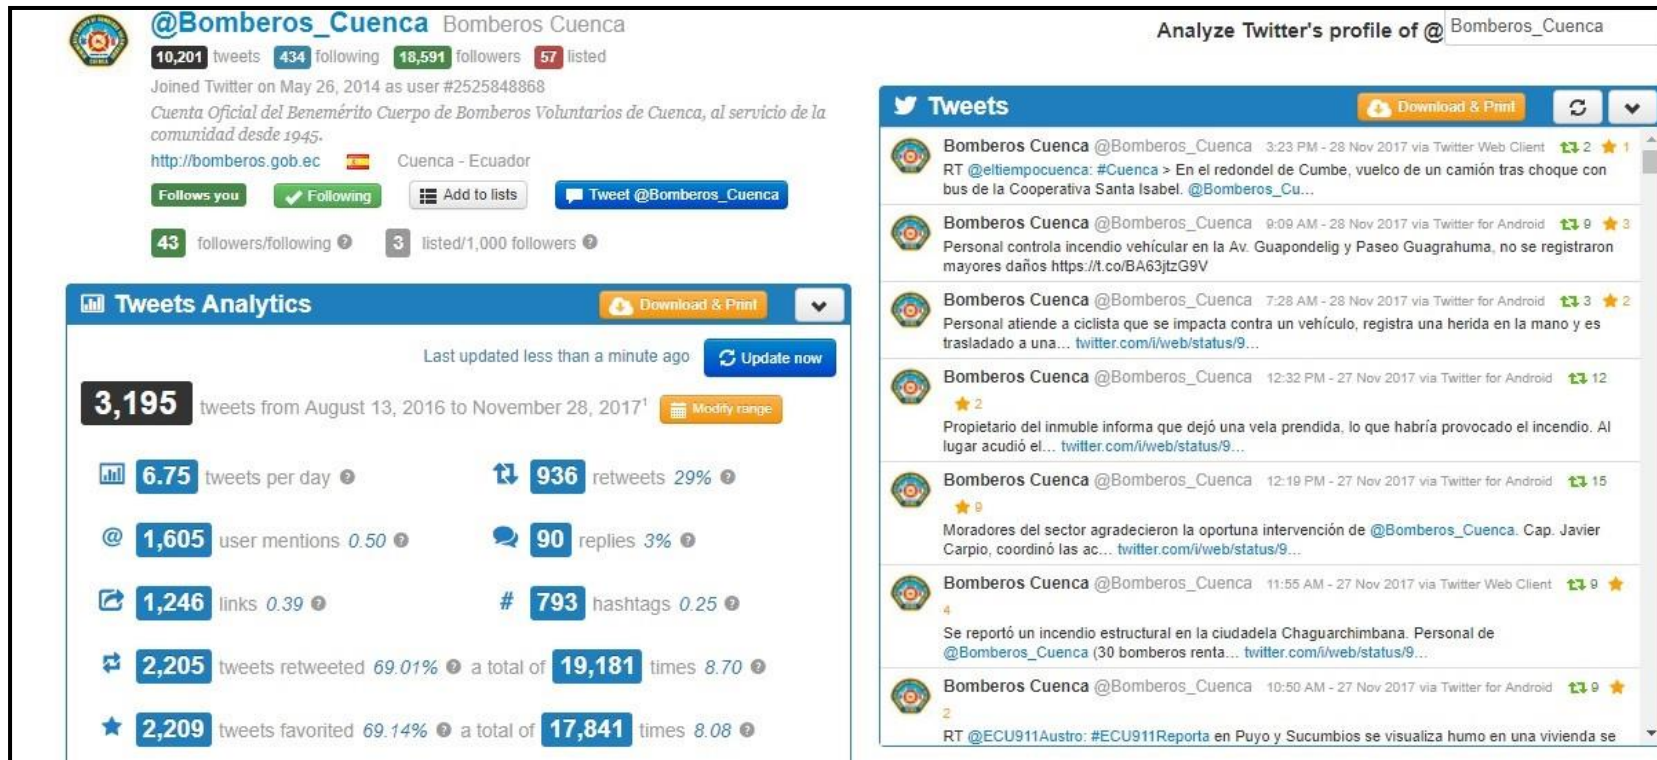 @Bomberos_Cuenca Bomberos Cuenca
10,201 tweets 434 following 18,591 followers 57 listed
Joined Twitter on May 26, 2014 as user #2525848868
Cuenta Oficial del Benemérito Cuerpo de Bomberos Voluntarios de Cuenca, al servicio de la
comunidad desde 1945.
http://bomberos.gob.ec Cuenca - Ecuador
Follows you Following Add to lists Tweet @Bomberos_Cuenca
43 followers/following 3 listed/1,000 followers
Tweets Analytics Download & Print
Last updated less than a minute ago Update now
3,195 tweets from August 13, 2016 to November 28, 2017¹ Modify range
6.75 tweets per day 936 retweets 29%
@ 1,605 user mentions 0.50 90 replies 3%
1,246 links 0.39 # 793 hashtags 0.25
2,205 tweets retweeted 69.01% a total of 19,181 times 8.70
2,209 tweets favorited 69.14% a total of 17,841 times 8.08
Analyze Twitter's profile of @ Bomberos_Cuenca
Tweets Download & Print
Bomberos Cuenca @Bomberos_Cuenca 3:23 PM - 28 Nov 2017 via Twitter Web Client 2 1
RT @eltiempocuenca: #Cuenca > En el redondel de Cumbe, vuelco de un camión tras choque con
bus de la Cooperativa Santa Isabel. @Bomberos_Cu...
Bomberos Cuenca @Bomberos_Cuenca 9:09 AM - 28 Nov 2017 via Twitter for Android 9 3
Personal controla incendio vehícular en la Av. Guapondelig y Paseo Guagrahuma, no se registraron
mayores daños https://t.co/BA63jtzG9V
Bomberos Cuenca @Bomberos_Cuenca 7:28 AM - 28 Nov 2017 via Twitter for Android 3 2
Personal atiende a ciclista que se impacta contra un vehículo, registra una herida en la mano y es
trasladado a una... twitter.com/i/web/status/9...
Bomberos Cuenca @Bomberos_Cuenca 12:32 PM - 27 Nov 2017 via Twitter for Android 12
2
Propietario del inmuble informa que dejó una vela prendida, lo que habría provocado el incendio. Al
lugar acudió el... twitter.com/i/web/status/9...
Bomberos Cuenca @Bomberos_Cuenca 12:19 PM - 27 Nov 2017 via Twitter for Android 15
9
Moradores del sector agradecieron la oportuna intervención de @Bomberos_Cuenca. Cap. Javier
Carpio, coordinó las ac... twitter.com/i/web/status/9...
Bomberos Cuenca @Bomberos_Cuenca 11:55 AM - 27 Nov 2017 via Twitter Web Client 9
4
Se reportó un incendio estructural en la ciudadela Chaguarchimbana. Personal de
@Bomberos_Cuenca (30 bomberos renta... twitter.com/i/web/status/9...
Bomberos Cuenca @Bomberos_Cuenca 10:50 AM - 27 Nov 2017 via Twitter for Android 9
2
RT @ECU911Austro: #ECU911Reporta en Puyo y Sucumbios se visualiza humo en una vivienda se